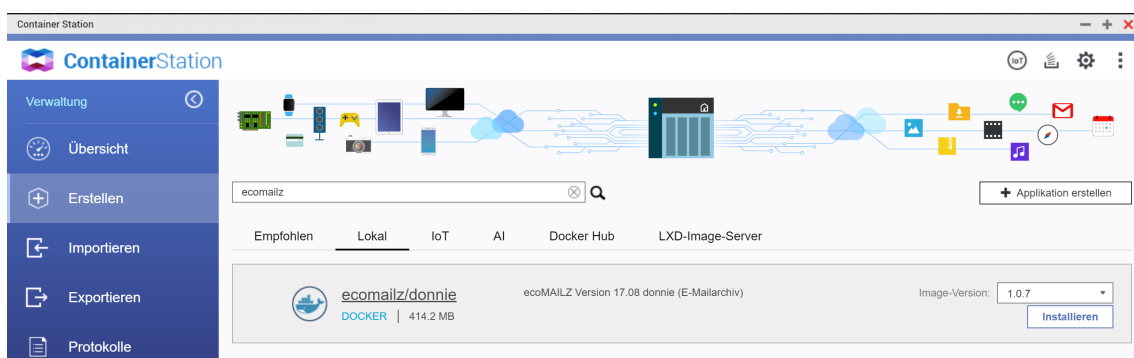 Container Station
ContainerStation
IoT
Verwaltung
Übersicht
Erstellen
Importieren
Exportieren
Protokolle
ecomailz
Applikation erstellen
Empfohlen Lokal IoT AI Docker Hub LXD-Image-Server
ecomailz/donnie
DOCKER | 414.2 MB
ecoMAILZ Version 17.08 donnie (E-Mailarchiv)
Image-Version: 1.0.7
Installieren